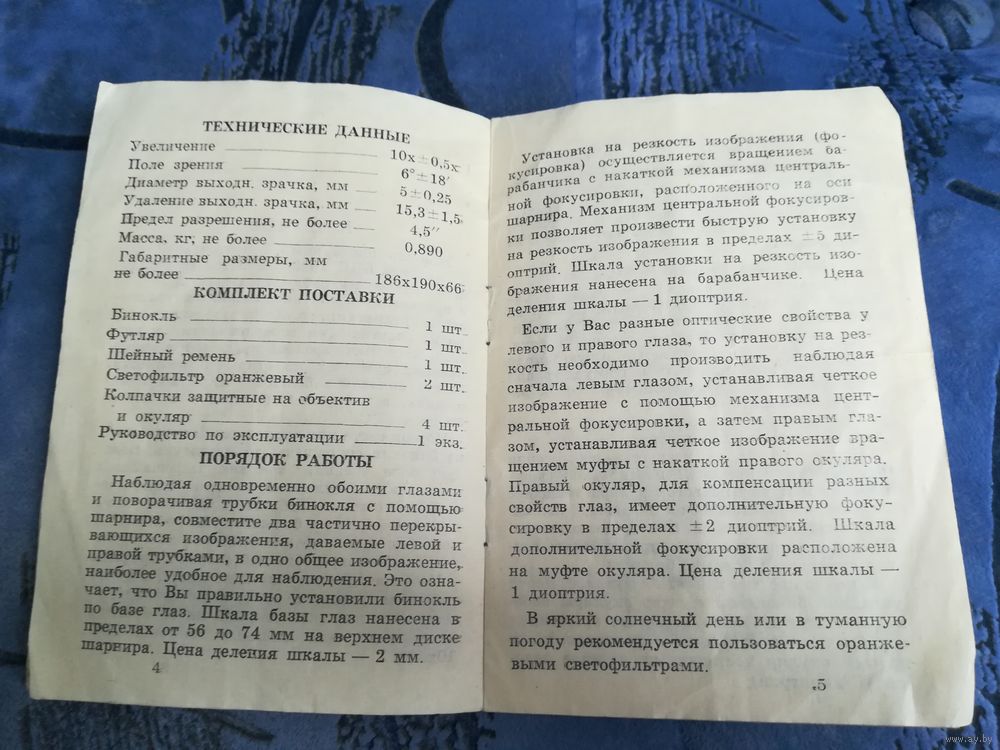 ТЕХНИЧЕСКИЕ ДАННЫЕ
Увеличение 10х±0,5х
Поле зрения 6°±18′
Диаметр выходн. зрачка, мм 5±0,25
Удаление выходн. зрачка, мм 15,3±1,5
Предел разрешения, не более 4,5″
Масса, кг, не более 0,890
Габаритные размеры, мм
не более 186х190х66
КОМПЛЕКТ ПОСТАВКИ
Бинокль 1 шт.
Футляр 1 шт.
Шейный ремень 1 шт.
Светофильтр оранжевый 2 шт.
Колпачки защитные на объектив
и окуляр 4 шт.
Руководство по эксплуатации 1 экз.
ПОРЯДОК РАБОТЫ
Наблюдая одновременно обоими глазами
и поворачивая трубки бинокля с помощью
шарнира, совместите два частично перекры-
вающихся изображения, даваемые левой и
правой трубками, в одно общее изображение,
наиболее удобное для наблюдения. Это озна-
чает, что Вы правильно установили бинокль
по базе глаз. Шкала базы глаз нанесена в
пределах от 56 до 74 мм на верхнем диске
шарнира. Цена деления шкалы — 2 мм.
4
Установка на резкость изображения (фо-
кусировка) осуществляется вращением ба-
рабанчика с накаткой механизма централь-
ной фокусировки, расположенного на оси
шарнира. Механизм центральной фокусиров-
ки позволяет произвести быструю установку
на резкость изображения в пределах ±5 ди-
оптрий. Шкала установки на резкость изо-
бражения нанесена на барабанчике. Цена
деления шкалы — 1 диоптрия.
Если у Вас разные оптические свойства у
левого и правого глаза, то установку на рез-
кость необходимо производить наблюдая
сначала левым глазом, устанавливая четкое
изображение с помощью механизма цент-
ральной фокусировки, а затем правым гла-
зом, устанавливая четкое изображение вра-
щением муфты с накаткой правого окуляра.
Правый окуляр, для компенсации разных
свойств глаз, имеет дополнительную фоку-
сировку в пределах ±2 диоптрий. Шкала
дополнительной фокусировки расположена
на муфте окуляра. Цена деления шкалы —
1 диоптрия.
В яркий солнечный день или в туманную
погоду рекомендуется пользоваться оранже-
выми светофильтрами.
5
www.ay.by